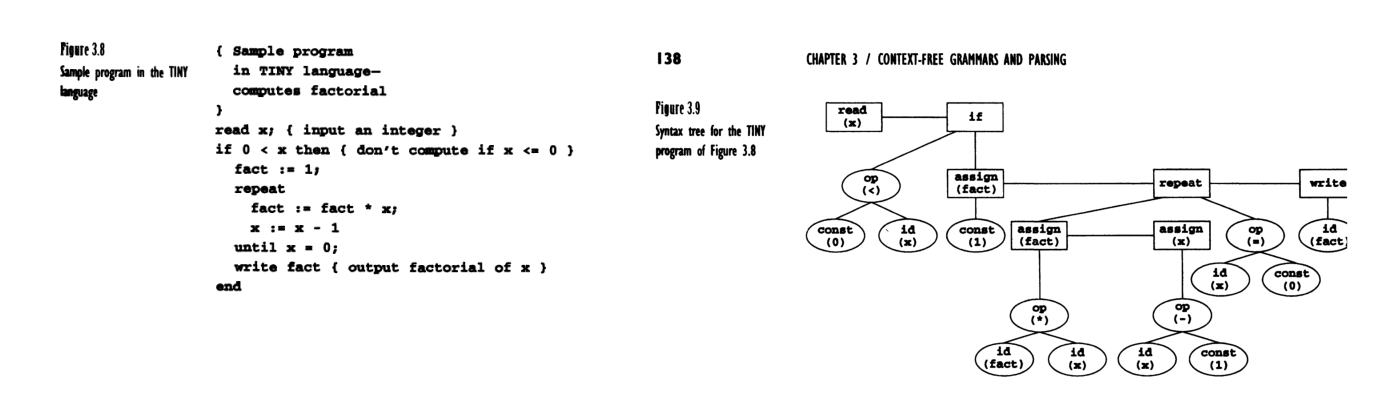 Figure 3.8
Sample program in the TINY
language
{ Sample program
in TINY language—
computes factorial
}
read x; { input an integer }
if 0 < x then { don't compute if x <= 0 }
fact := 1;
repeat
fact := fact * x;
x := x - 1
until x = 0;
write fact { output factorial of x }
end
138
CHAPTER 3 / CONTEXT-FREE GRAMMARS AND PARSING
Figure 3.9
Syntax tree for the TINY
program of Figure 3.8
read
(x)
if
op
(<)
assign
(fact)
repeat
write
const
(0)
id
(x)
const
(1)
assign
(fact)
assign
(x)
op
(=)
id
(fact)
id
(x)
const
(0)
op
(*)
op
(-)
id
(fact)
id
(x)
id
(x)
const
(1)